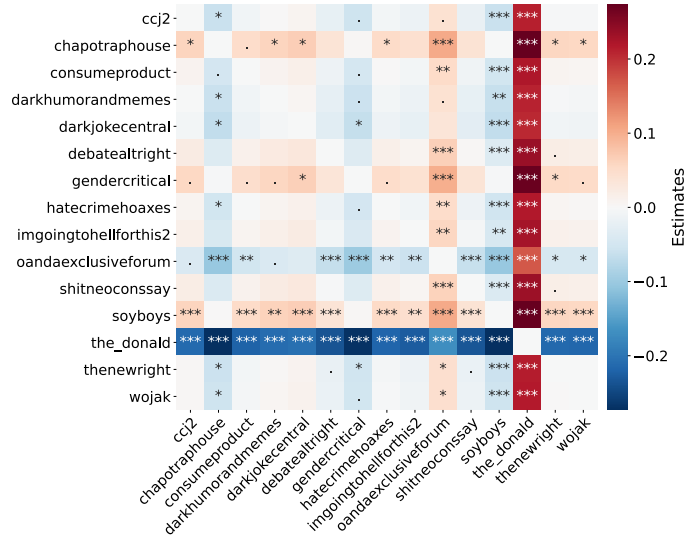 ccj2 * . . *** ***
chapotraphouse * . * * * *** *** * *
consumeproduct . . ** *** ***
darkhumorandmemes * . . ** ***
darkjokecentral * * *** ***
debatealtright *** *** *** .
gendercritical . . . * . *** *** * .
hatecrimehoaxes * . ** *** ***
imgoingtohellforthis2 ** ** ***
oandaexclusiveforum . *** ** . *** *** ** ** *** *** *** * *
shitneoconssay *** *** .
soyboys *** *** ** *** *** *** ** *** *** *** *** ***
the_donald *** *** *** *** *** *** *** *** *** *** *** *** *** ***
thenewright * . * * . *** ***
wojak * . * *** ***
ccj2
chapotraphouse
consumeproduct
darkhumorandmemes
darkjokecentral
debatealtright
gendercritical
hatecrimehoaxes
imgoingtohellforthis2
oandaexclusiveforum
shitneoconssay
soyboys
the_donald
thenewright
wojak
0.2
0.1
0.0
−0.1
−0.2
Estimates